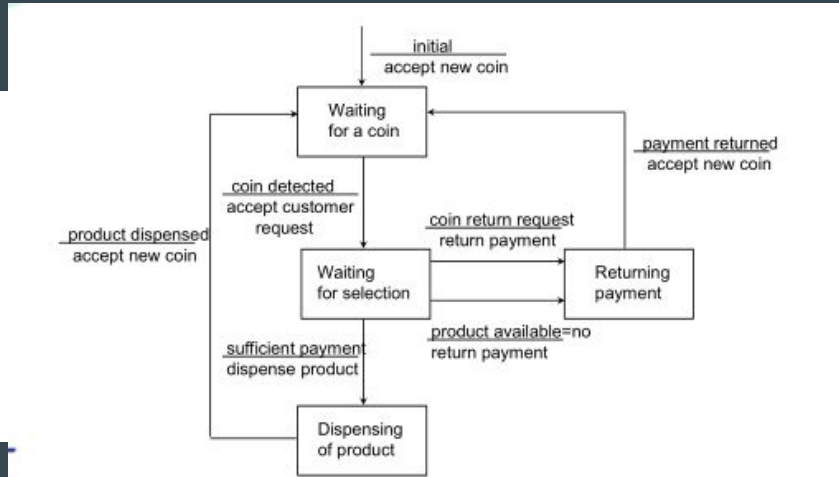 initial
accept new coin
Waiting
for a coin
payment returned
accept new coin
coin detected
accept customer
request
product dispensed
accept new coin
coin return request
return payment
Waiting
for selection
Returning
payment
product available=no
return payment
sufficient payment
dispense product
Dispensing
of product